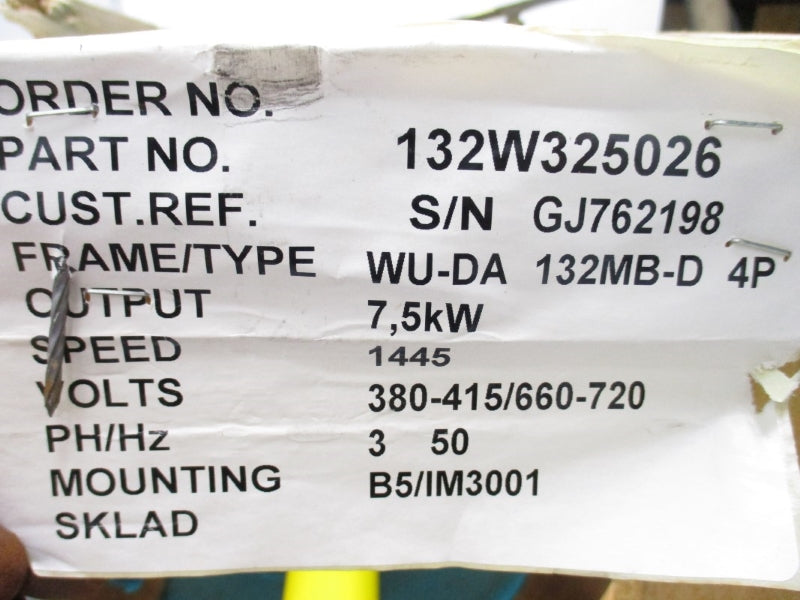 ORDER NO.
PART NO. 132W325026
CUST.REF. S/N GJ762198
FRAME/TYPE WU-DA 132MB-D 4P
OUTPUT 7,5kW
SPEED 1445
VOLTS 380-415/660-720
PH/Hz 3 50
MOUNTING B5/IM3001
SKLAD